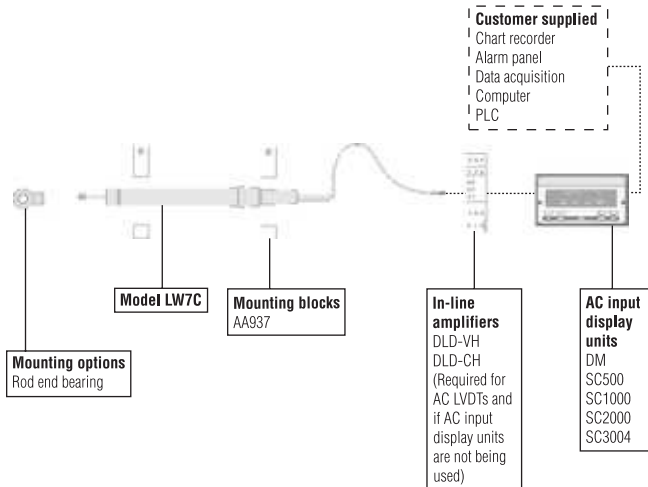 Customer supplied
Chart recorder
Alarm panel
Data acquisition
Computer
PLC
Model LW7C
Mounting blocks
AA937
Mounting options
Rod end bearing
In-line
amplifiers
DLD-VH
DLD-CH
(Required for
AC LVDTs and
if AC input
display units
are not being
used)
AC input
display
units
DM
SC500
SC1000
SC2000
SC3004